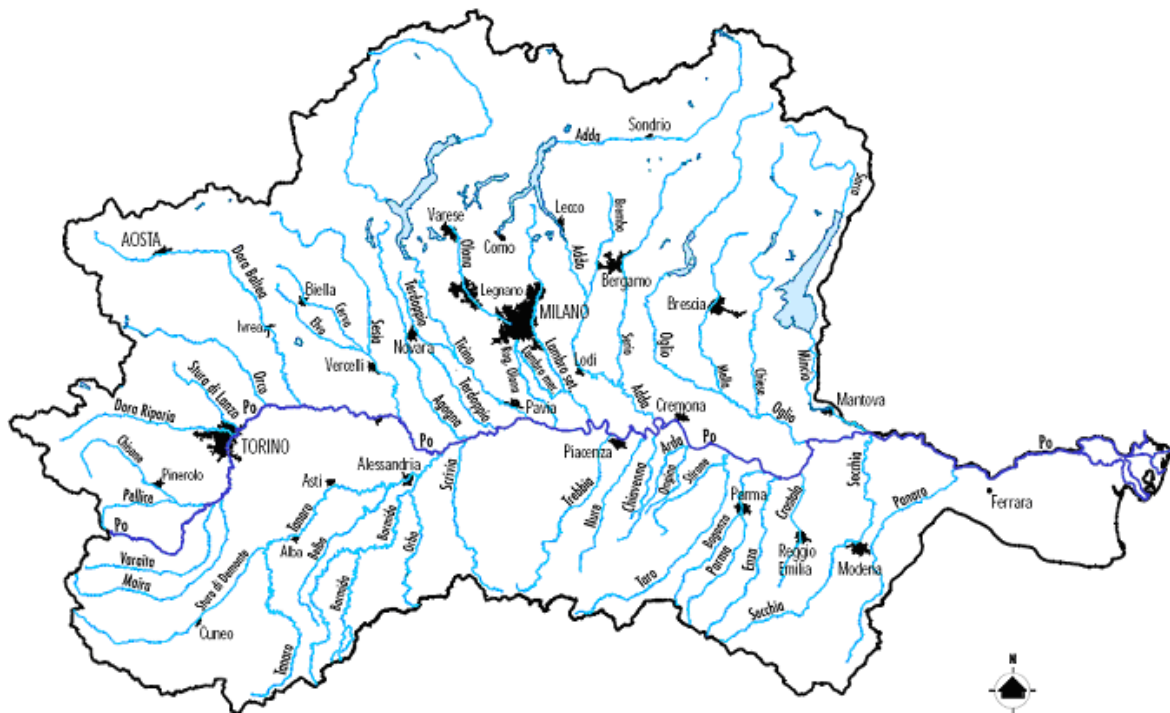 Adda
Sondrio
Sarca
Varese
Como
Lecco
Brembo
AOSTA
Olona
Adda
Dora Baltea
Bergamo
Biella
Legnano
Brescia
Cervo
Terdoppio
MILANO
Ivrea
Elvo
Sesia
Novara
Ticino
Serio
Oglio
Vercelli
Lodi
Mella
Chiese
Mincio
Orco
Stura di Lanzo
Lambro mer.
Lambro set.
Agogna
Terdoppio
Pavia
Adda
Cremona
Oglio
Mantova
Po
Dora Riparia
TORINO
Po
Piacenza
Arda
Po
Po
Chisone
Pinerolo
Alessandria
Scrivia
Secchia
Asti
Trebbia
Nure
Chiavenna
Ongina
Stirone
Parma
Crostolo
Panaro
Ferrara
Pellice
Po
Tanaro
Bormida
Orba
Alba
Belbo
Baganza
Varaita
Maira
Stura di Demonte
Bormida
Taro
Parma
Enza
Reggio
Emilia
Modena
Cuneo
Secchia
Tanaro
N